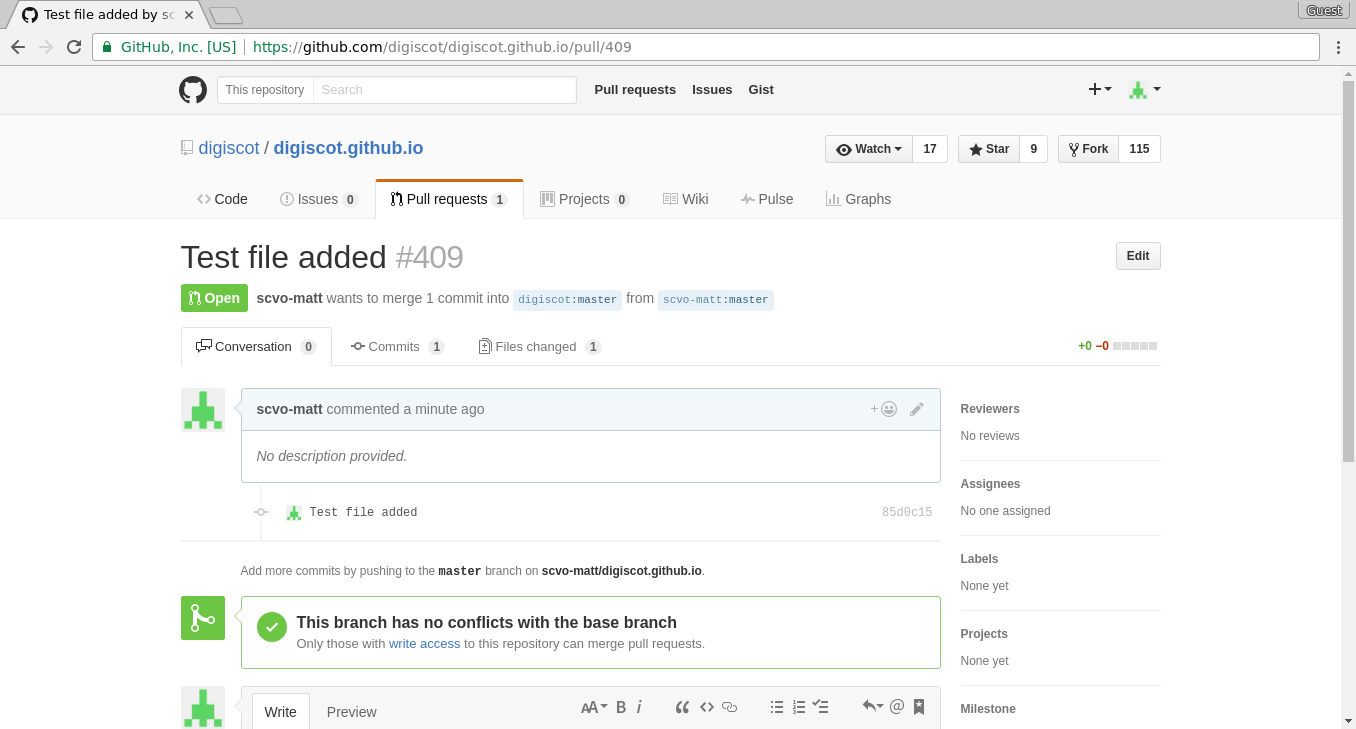 Test file added by sc
Guest
GitHub, Inc. [US] https://github.com/digiscot/digiscot.github.io/pull/409
This repository Search Pull requests Issues Gist
digiscot / digiscot.github.io
Watch 17 Star 9 Fork 115
Code Issues 0 Pull requests 1 Projects 0 Wiki Pulse Graphs
Test file added #409
Edit
Open scvo-matt wants to merge 1 commit into digiscot:master from scvo-matt:master
Conversation 0 Commits 1 Files changed 1 +0 −0
scvo-matt commented a minute ago
No description provided.
Test file added 85d0c15
Add more commits by pushing to the master branch on scvo-matt/digiscot.github.io.
This branch has no conflicts with the base branch
Only those with write access to this repository can merge pull requests.
Write Preview AA B i @
Reviewers
No reviews
Assignees
No one assigned
Labels
None yet
Projects
None yet
Milestone